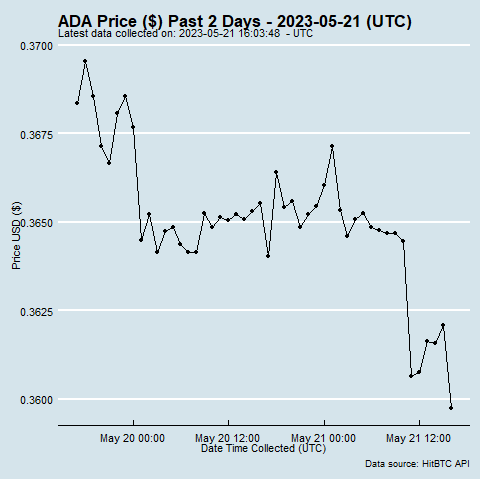 ADA Price ($) Past 2 Days - 2023-05-21 (UTC)
Latest data collected on: 2023-05-21 16:03:48 - UTC
0.3700
0.3675
0.3650
0.3625
0.3600
Price USD ($)
May 20 00:00 May 20 12:00 May 21 00:00 May 21 12:00
Date Time Collected (UTC)
Data source: HitBTC API